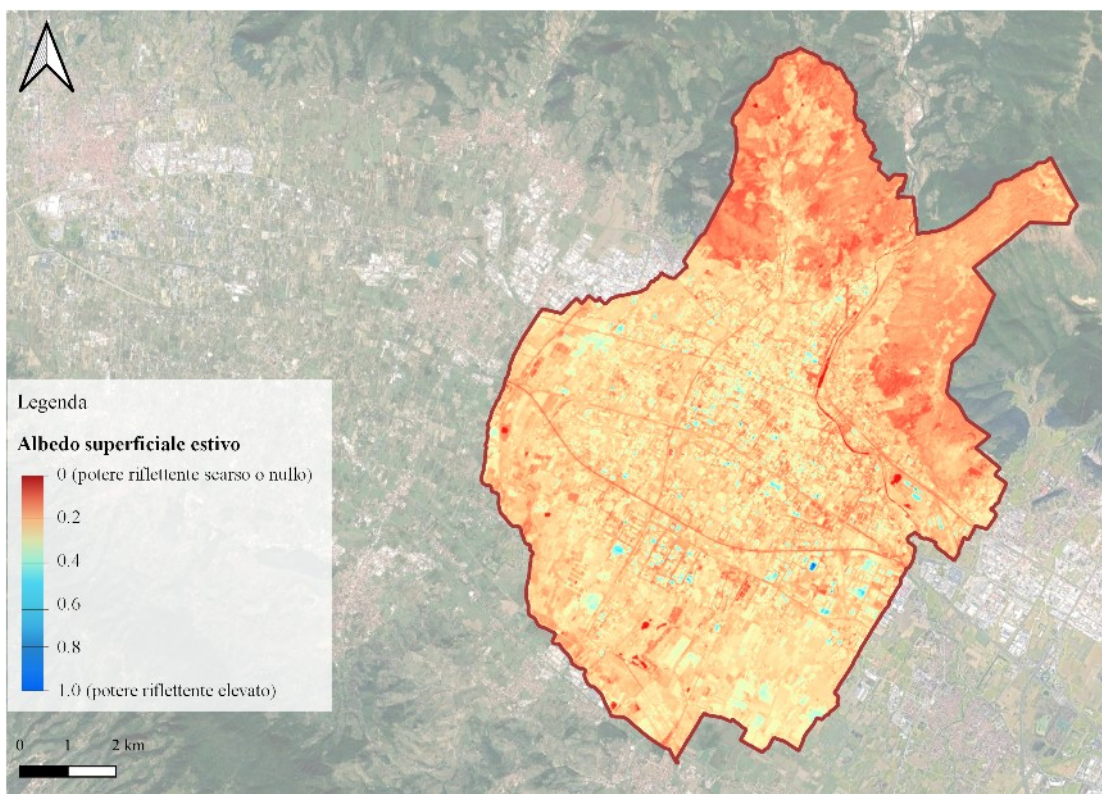 Legenda
Albedo superficiale estivo
0 (potere riflettente scarso o nullo)
0.2
0.4
0.6
0.8
1.0 (potere riflettente elevato)
0 1 2 km